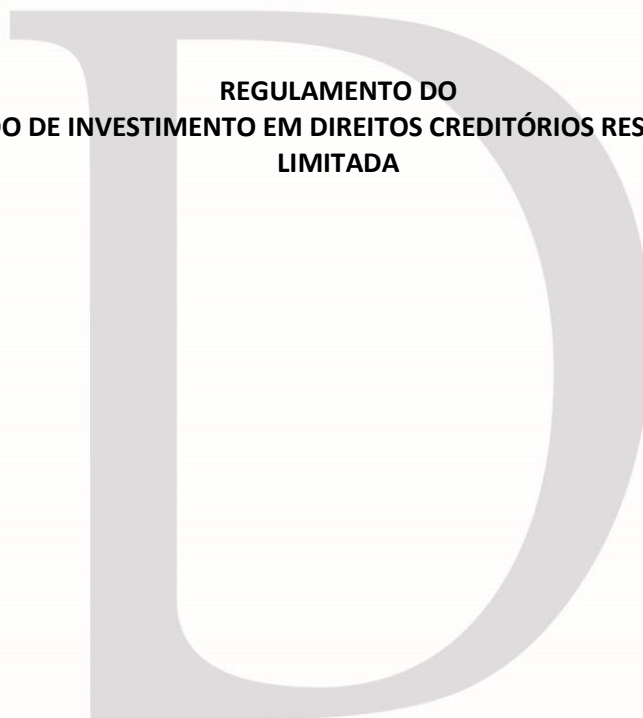 REGULAMENTO DO
DO DE INVESTIMENTO EM DIREITOS CREDITÓRIOS RES
LIMITADA